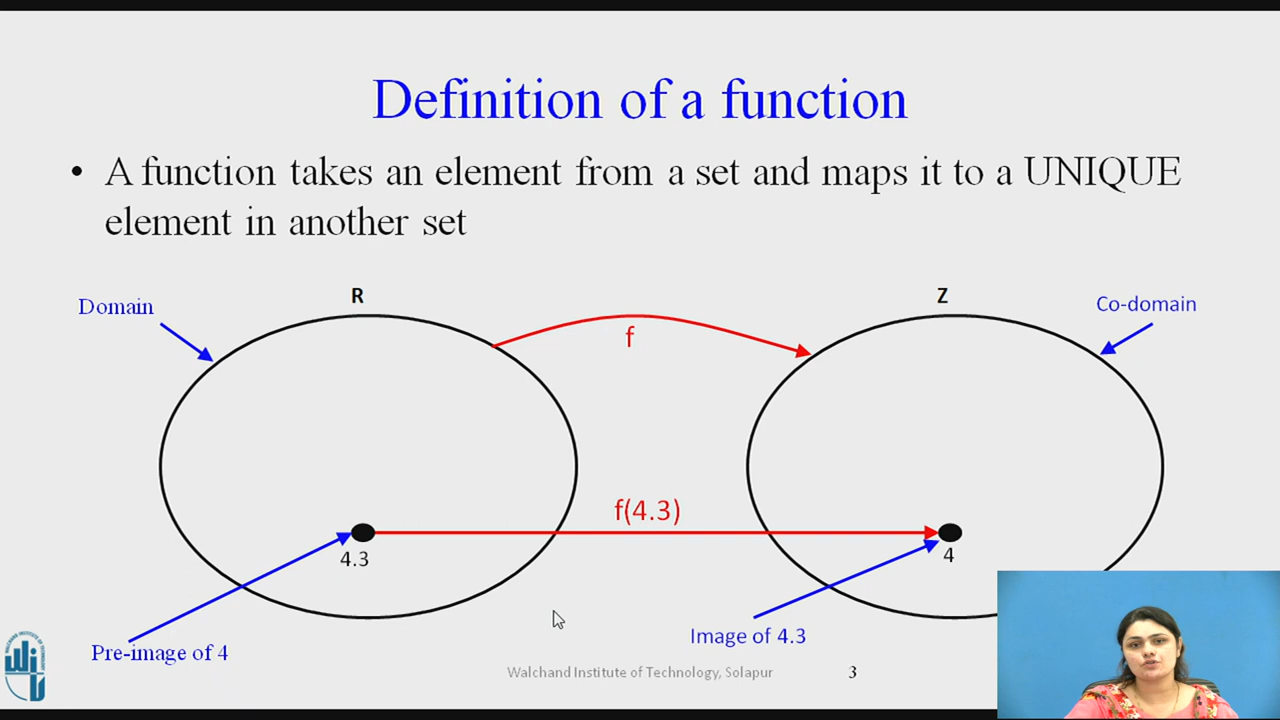 Definition of a function
• A function takes an element from a set and maps it to a UNIQUE
element in another set
Domain
R
f
Z
Co-domain
f(4.3)
4.3
4
Pre-image of 4
Image of 4.3
Walchand Institute of Technology, Solapur
3